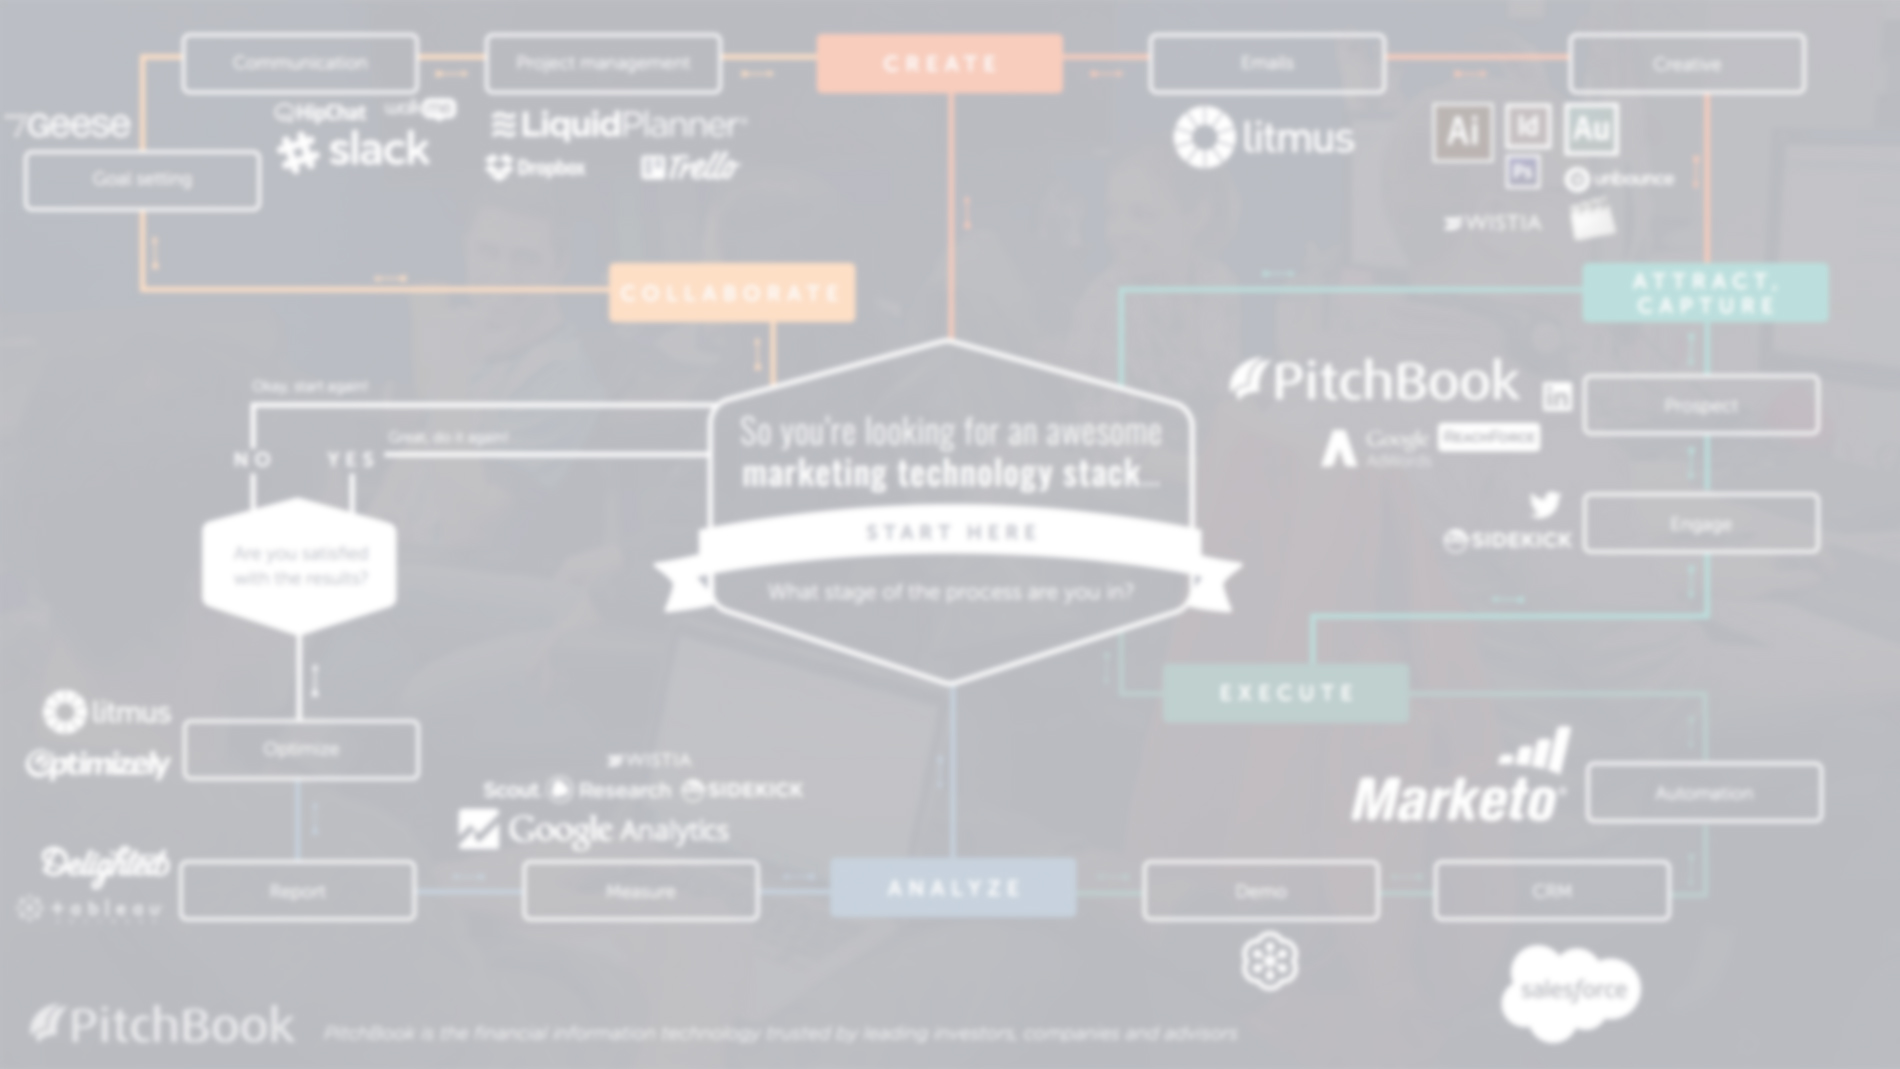 Communication
Project management
CREATE
Emails
Creative
7Geese
HipChat
slack
LiquidPlanner
Dropbox
Trello
litmus
Ai
Id
Au
Ps
unbounce
WISTIA
Goal setting
COLLABORATE
ATTRACT,
CAPTURE
Okay, start again!
Great, do it again!
NO
YES
So you're looking for an awesome
marketing technology stack...
START HERE
What stage of the process are you in?
PitchBook
in
Prospect
Google
AdWords
REACHFORCE
Engage
SIDEKICK
Are you satisfied
with the results?
EXECUTE
litmus
Optimizely
Optimize
WISTIA
Scout
Research
SIDEKICK
Google Analytics
Marketo
Automation
Delighted
tableau
Report
Measure
ANALYZE
Demo
CRM
salesforce
PitchBook
PitchBook is the financial information technology trusted by leading investors, companies and advisors